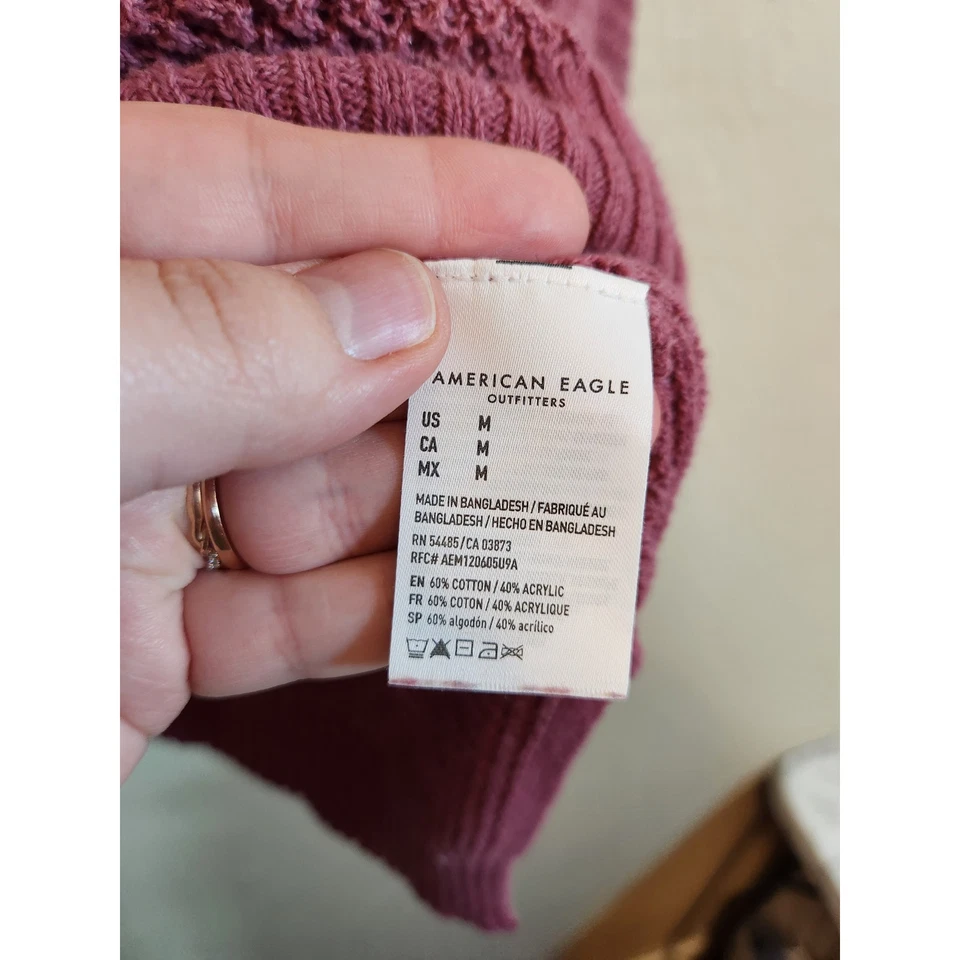 AMERICAN EAGLE
OUTFITTERS
US M
CA M
MX M
MADE IN BANGLADESH / FABRIQUÉ AU
BANGLADESH / HECHO EN BANGLADESH
RN 54485/CA 03873
RFC# AEM120605U9A
EN 60% COTTON / 40% ACRYLIC
FR 60% COTON / 40% ACRYLIQUE
SP 60% algodón / 40% acrílico